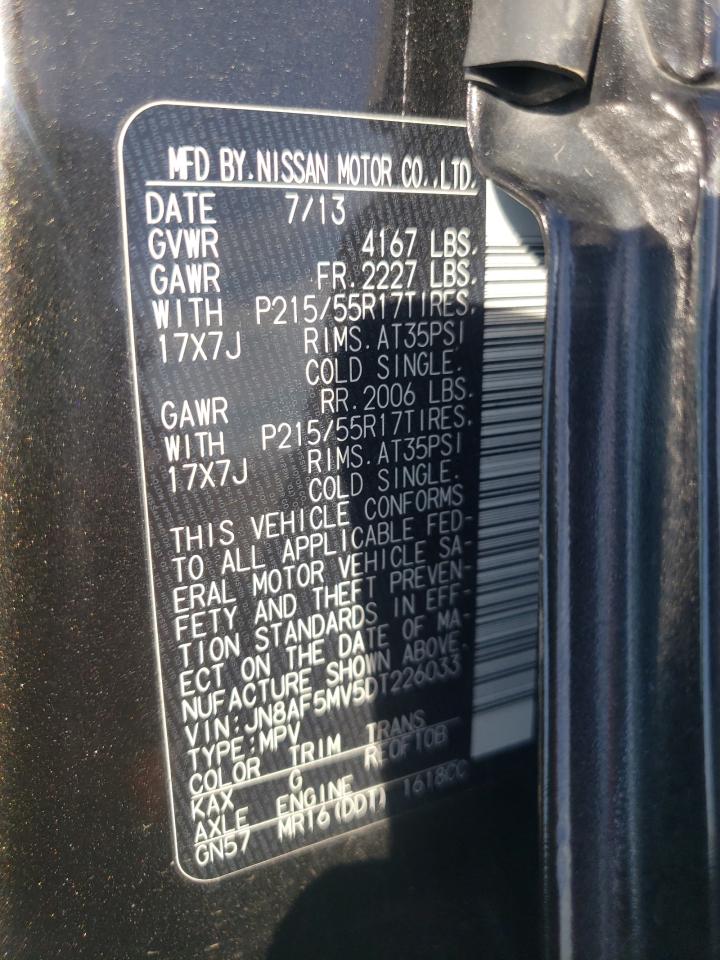 MFD BY.NISSAN MOTOR CO.,LTD.
DATE 7/13
GVWR 4167 LBS.
GAWR FR.2227 LBS.
WITH P215/55R17TIRES.
17X7J RIMS.AT35PSI
COLD SINGLE.
GAWR RR.2006 LBS.
WITH P215/55R17TIRES.
17X7J RIMS.AT35PSI
COLD SINGLE.
THIS VEHICLE CONFORMS
TO ALL APPLICABLE FED-
ERAL MOTOR VEHICLE SA-
FETY AND THEFT PREVEN-
TION STANDARDS IN EFF-
ECT ON THE DATE OF MA-
NUFACTURE SHOWN ABOVE.
VIN:JN8AF5MV5DT226033
TYPE:MPV
COLOR TRIM TRANS
KAX G RE0F10B
AXLE ENGINE
GN57 MR16(DDT) 1618CC